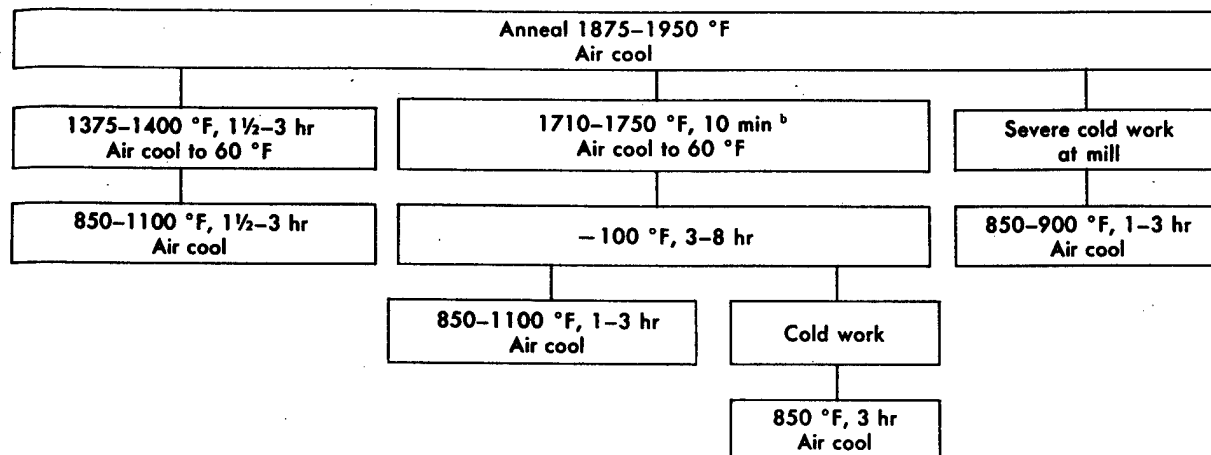 Anneal 1875–1950 °F
Air cool
1375–1400 °F, 1½–3 hr
Air cool to 60 °F
1710–1750 °F, 10 min ᵇ
Air cool to 60 °F
Severe cold work
at mill
850–1100 °F, 1½–3 hr
Air cool
–100 °F, 3–8 hr
850–900 °F, 1–3 hr
Air cool
850–1100 °F, 1–3 hr
Air cool
Cold work
850 °F, 3 hr
Air cool